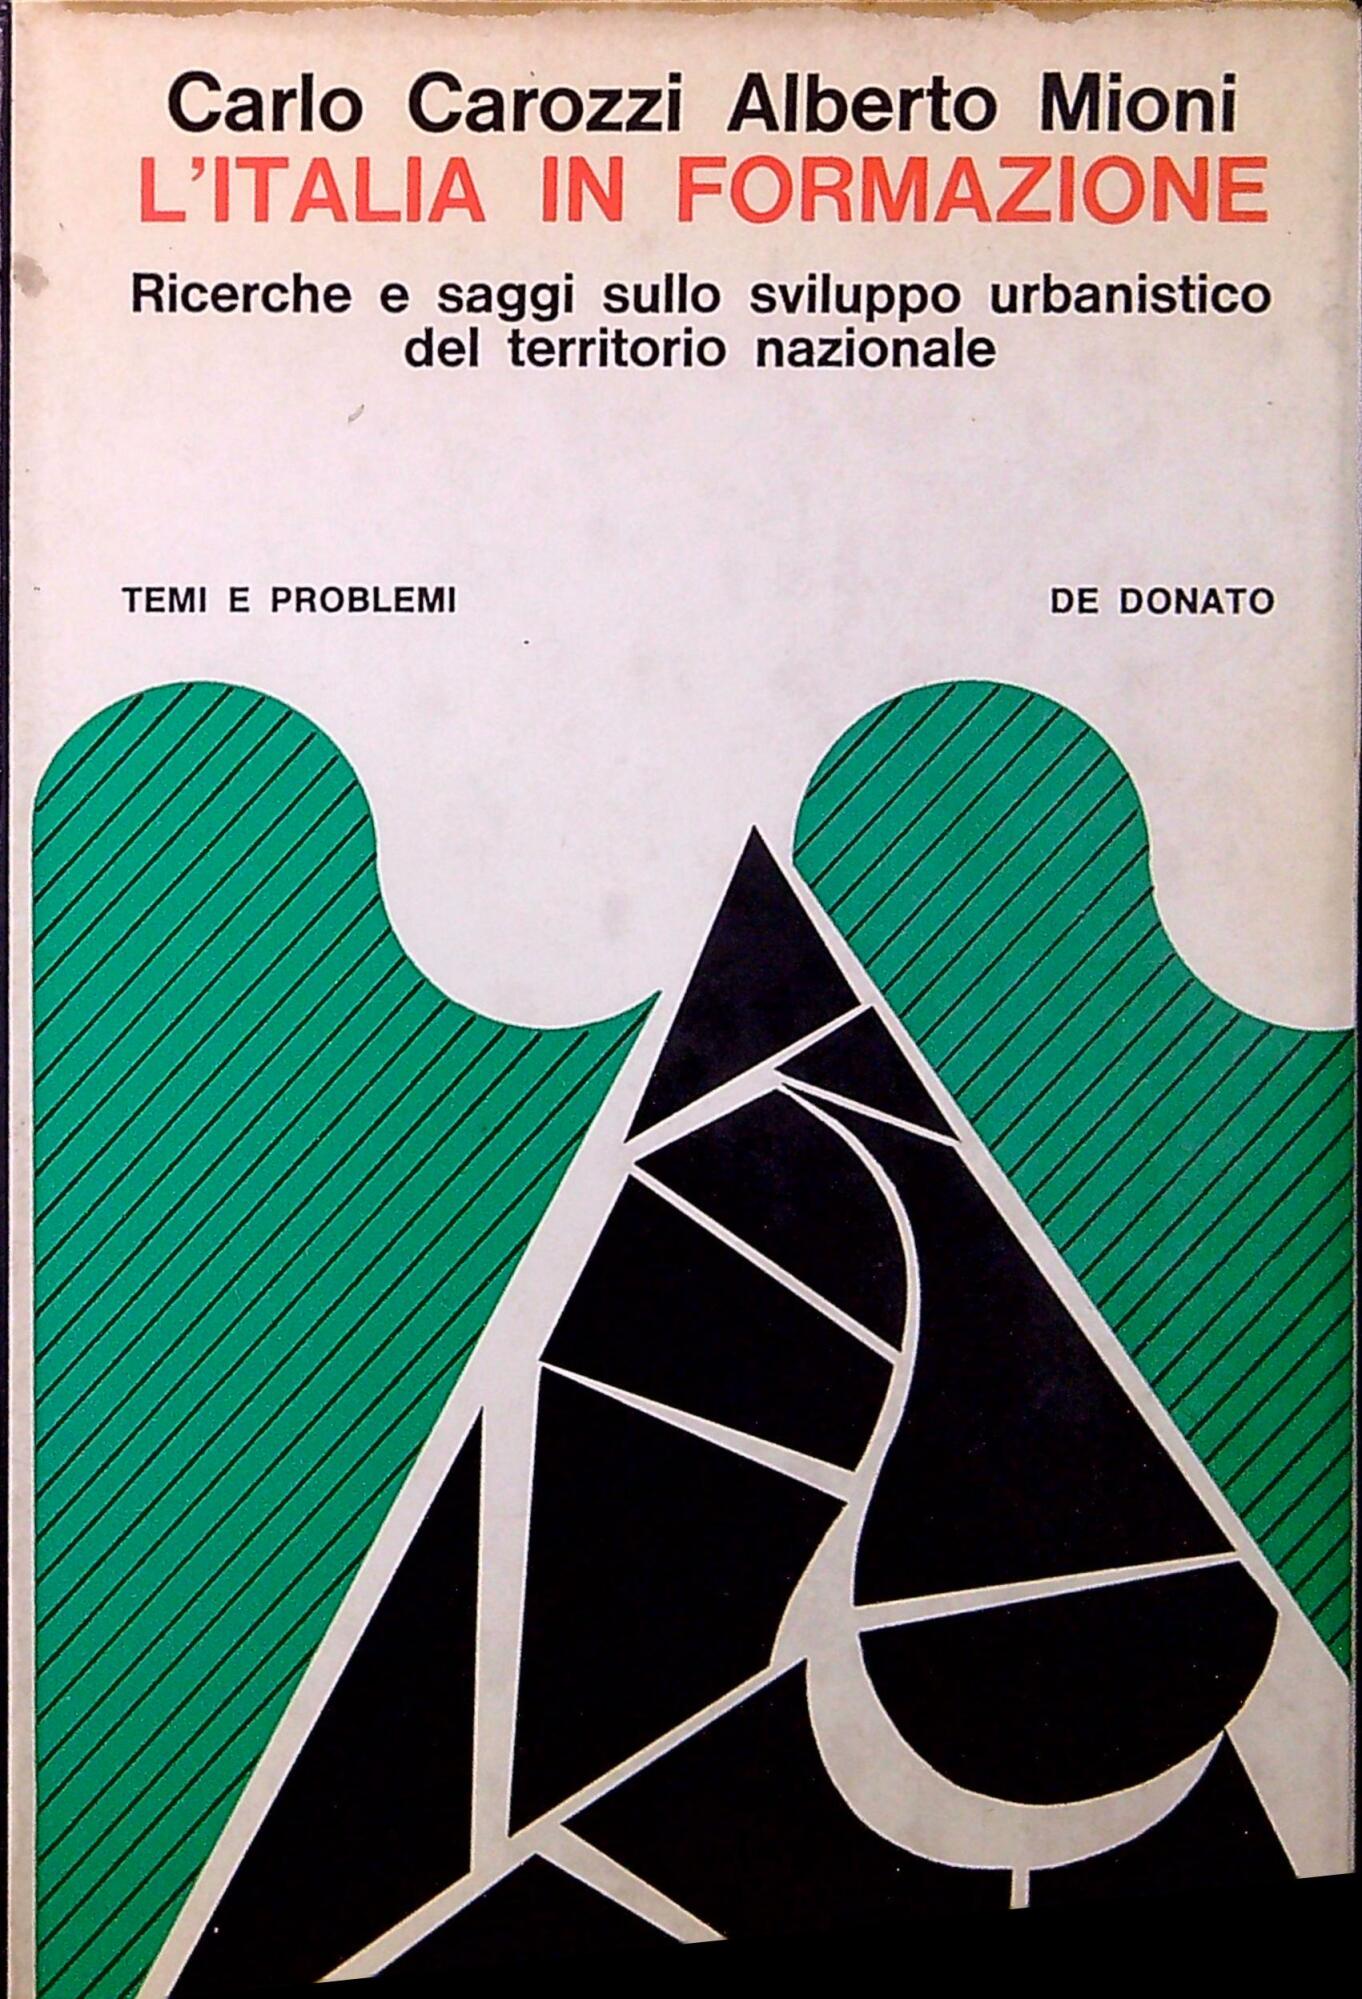 Carlo Carozzi Alberto Mioni
L'ITALIA IN FORMAZIONE
Ricerche e saggi sullo sviluppo urbanistico
del territorio nazionale
TEMI E PROBLEMI
DE DONATO